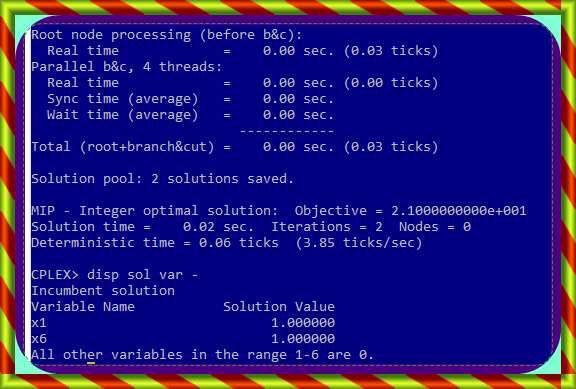 Root node processing (before b&c):
  Real time             =    0.00 sec. (0.03 ticks)
Parallel b&c, 4 threads:
  Real time             =    0.00 sec. (0.00 ticks)
  Sync time (average)   =    0.00 sec.
  Wait time (average)   =    0.00 sec.
                          ------------
Total (root+branch&cut) =    0.00 sec. (0.03 ticks)
Solution pool: 2 solutions saved.
MIP - Integer optimal solution:  Objective = 2.1000000000e+001
Solution time =    0.02 sec.  Iterations = 2  Nodes = 0
Deterministic time = 0.06 ticks  (3.85 ticks/sec)
CPLEX> disp sol var -
Incumbent solution
Variable Name           Solution Value
x1                            1.000000
x6                            1.000000
All other variables in the range 1-6 are 0.